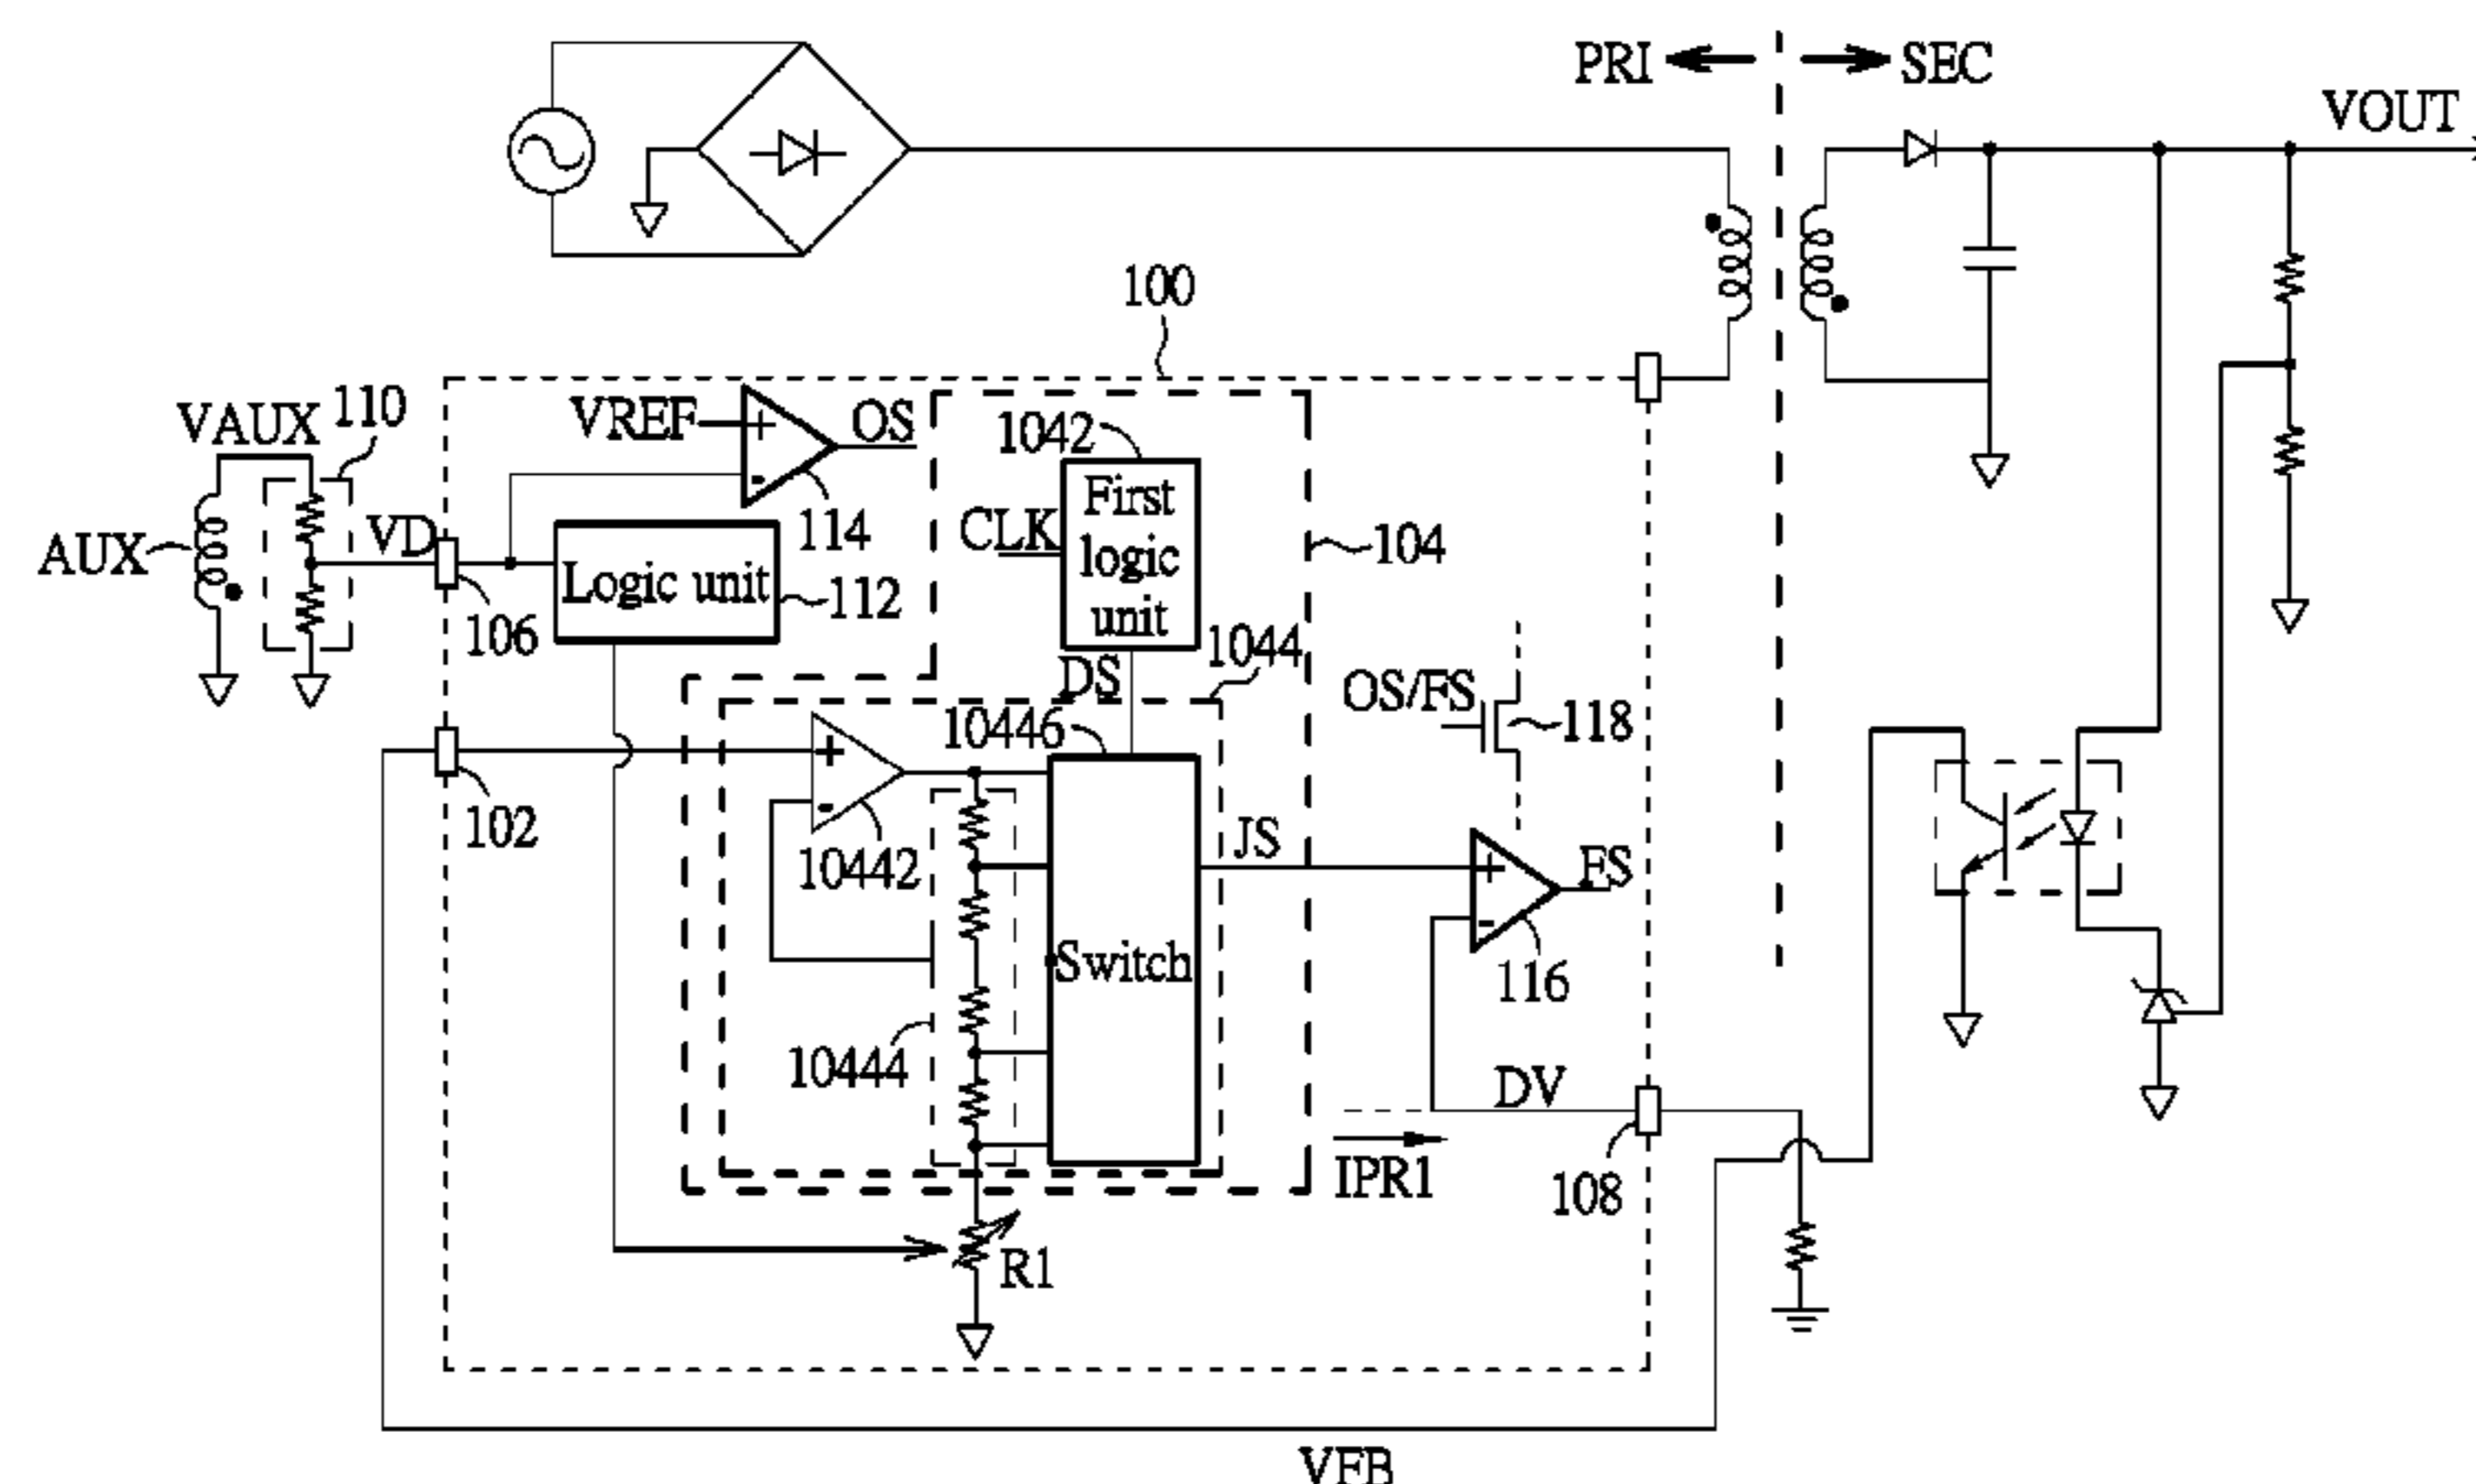 PRI
SEC
VOUT
100
VAUX
110
VREF
+
OS
-
114
1042
First
logic
unit
CLK
104
AUX
VD
106
Logic unit
112
DS
1044
10446
OS/FS
118
102
+
-
10442
JS
+
-
FS
116
Switch
10444
DV
IPR1
108
R1
VFB